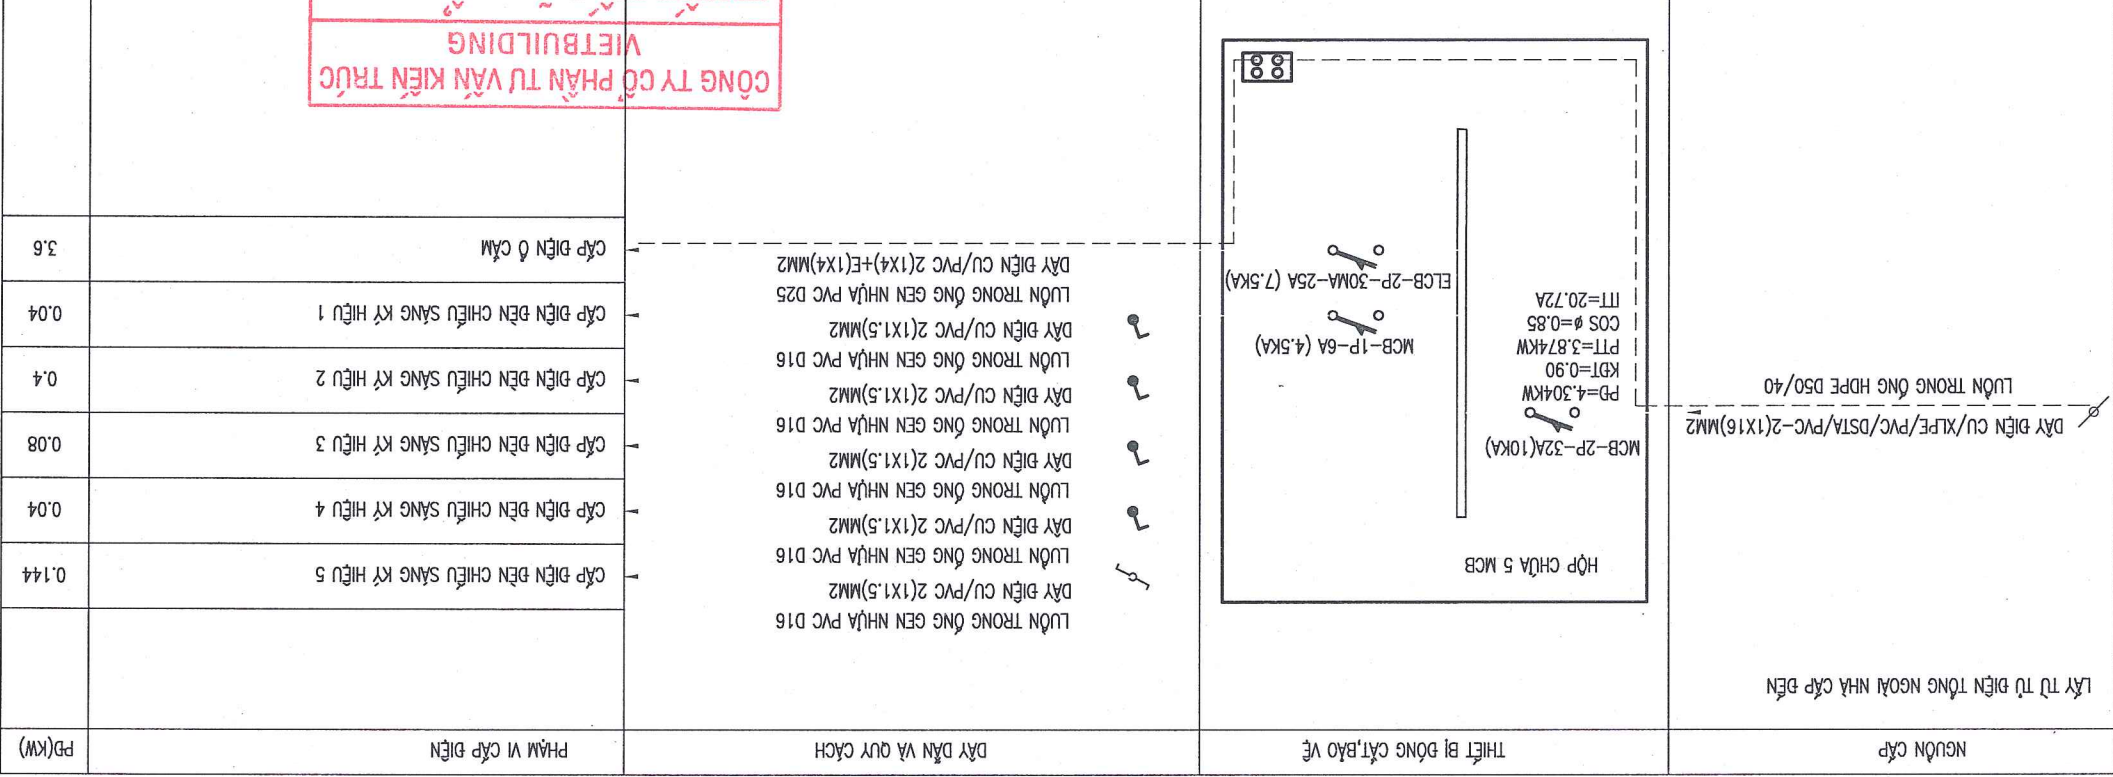 NGUỒN CẤP
THIẾT BỊ ĐÓNG CẮT,BẢO VỆ
DÂY DẪN VÀ QUY CÁCH
PHẠM VI CẤP ĐIỆN
PĐ(KW)
LẤY TỪ TỦ ĐIỆN TỔNG NGOÀI NHÀ CẤP ĐẾN
DÂY ĐIỆN CU/XLPE/PVC/DSTA/PVC-2(1X16)MM2
LUỒN TRONG ỐNG HDPE D50/40
HỘP CHỨA 5 MCB
MCB-2P-32A(10KA)
PĐ=4.304KW
KĐT=0.90
PTT=3.874KW
COS ø=0.85
ITT=20.72A
MCB-1P-6A (4.5KA)
ELCB-2P-30MA-25A (7.5KA)
LUỒN TRONG ỐNG GEN NHỰA PVC D16
DÂY ĐIỆN CU/PVC 2(1X1.5)MM2
CẤP ĐIỆN ĐÈN CHIẾU SÁNG KÝ HIỆU 5
0.144
LUỒN TRONG ỐNG GEN NHỰA PVC D16
DÂY ĐIỆN CU/PVC 2(1X1.5)MM2
CẤP ĐIỆN ĐÈN CHIẾU SÁNG KÝ HIỆU 4
0.04
LUỒN TRONG ỐNG GEN NHỰA PVC D16
DÂY ĐIỆN CU/PVC 2(1X1.5)MM2
CẤP ĐIỆN ĐÈN CHIẾU SÁNG KÝ HIỆU 3
0.08
LUỒN TRONG ỐNG GEN NHỰA PVC D16
DÂY ĐIỆN CU/PVC 2(1X1.5)MM2
CẤP ĐIỆN ĐÈN CHIẾU SÁNG KÝ HIỆU 2
0.4
LUỒN TRONG ỐNG GEN NHỰA PVC D16
DÂY ĐIỆN CU/PVC 2(1X1.5)MM2
CẤP ĐIỆN ĐÈN CHIẾU SÁNG KÝ HIỆU 1
0.04
LUỒN TRONG ỐNG GEN NHỰA PVC D25
DÂY ĐIỆN CU/PVC 2(1X4)+E(1X4)MM2
CẤP ĐIỆN Ổ CẮM
3.6
CÔNG TY CỔ PHẦN TƯ VẤN KIẾN TRÚC
VIETBUILDING